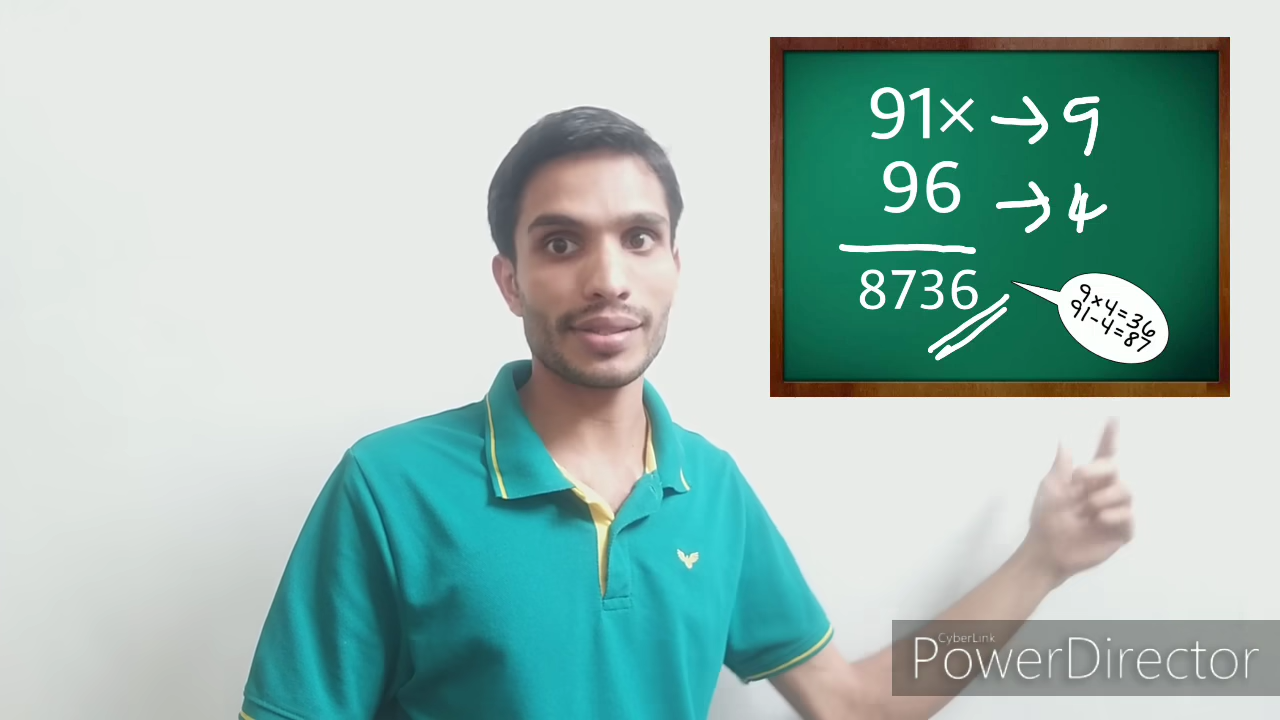 91× → 9
96 → 4
8736
9×4=36
91-4=87
CyberLink
PowerDirector